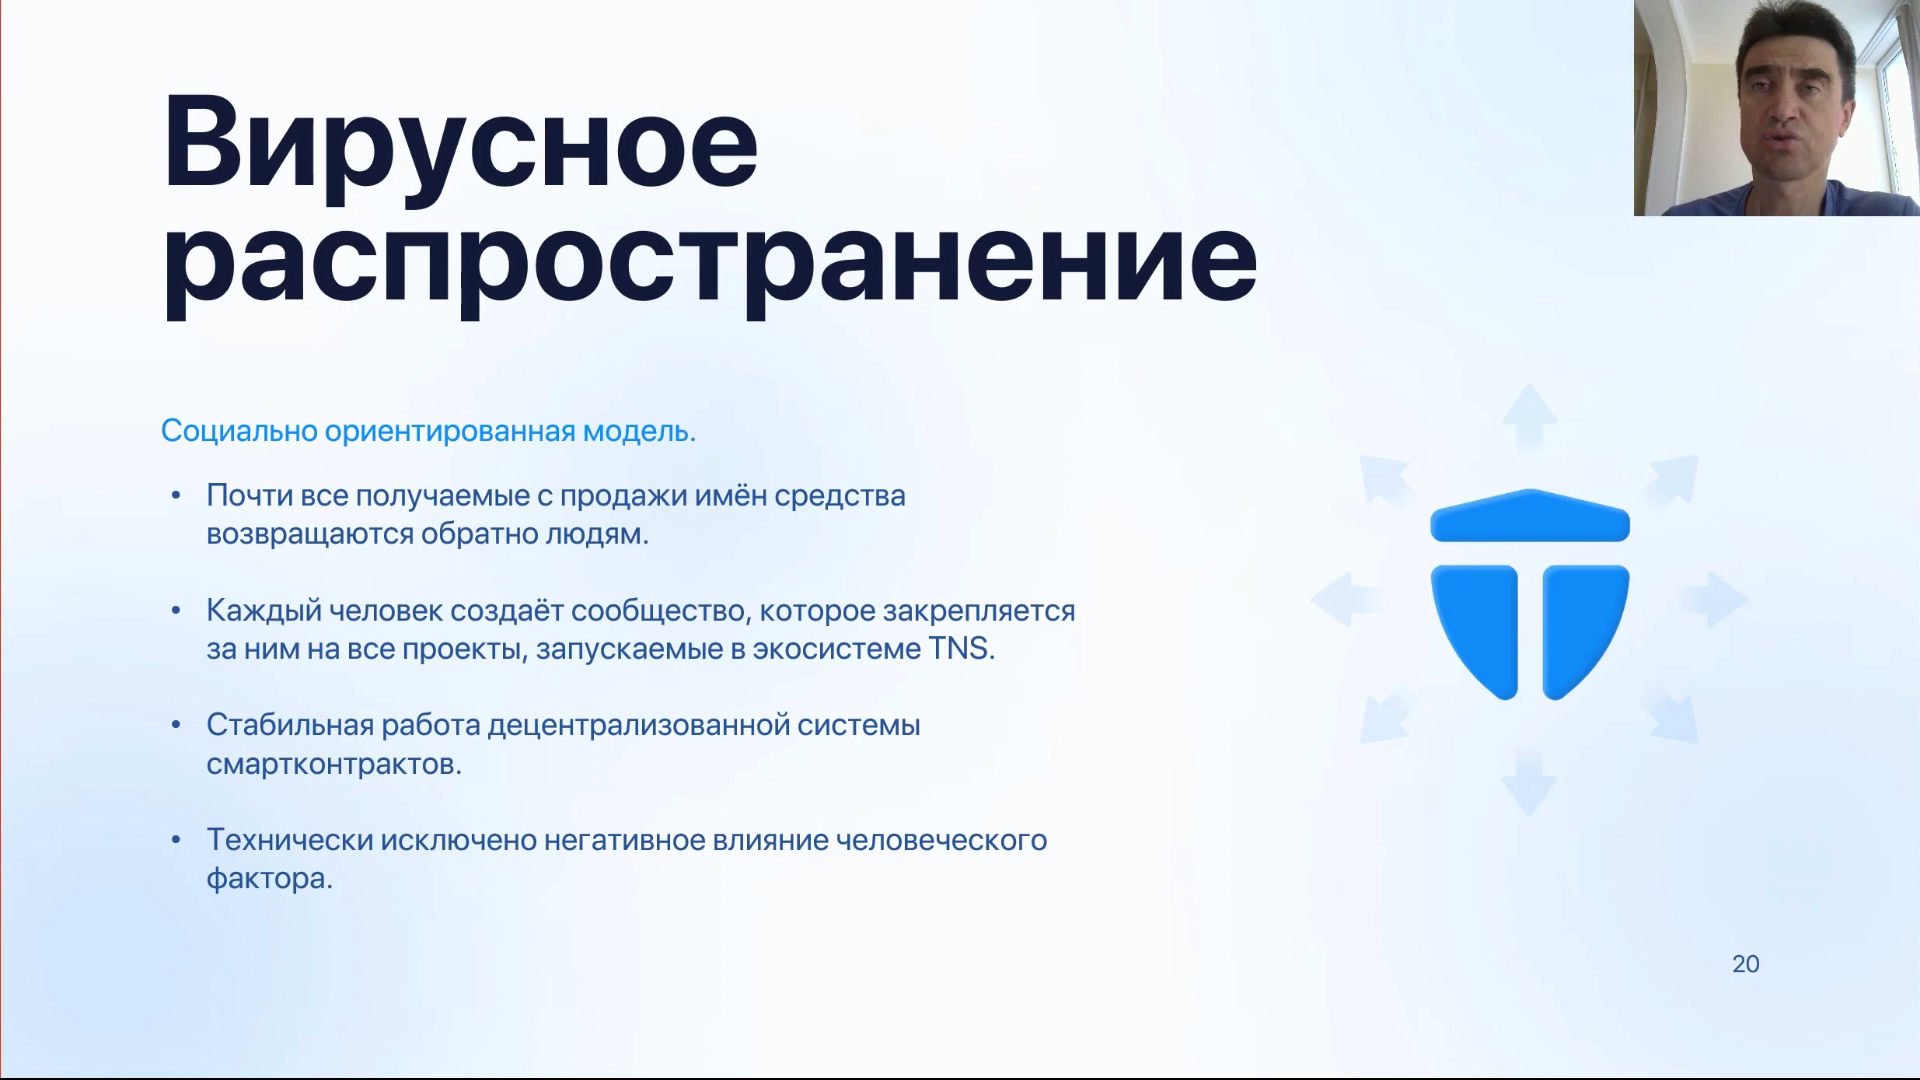 Вирусное
распространение
Социально ориентированная модель.
• Почти все получаемые с продажи имён средства
возвращаются обратно людям.
• Каждый человек создаёт сообщество, которое закрепляется
за ним на все проекты, запускаемые в экосистеме TNS.
• Стабильная работа децентрализованной системы
смартконтрактов.
• Технически исключено негативное влияние человеческого
фактора.
20